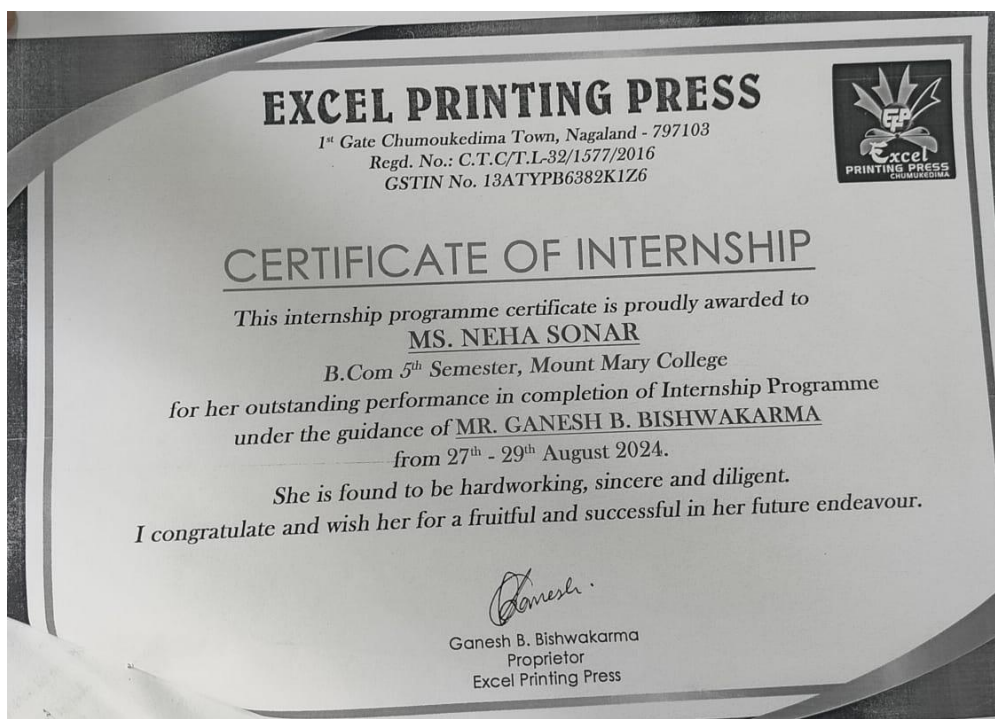 EXCEL PRINTING PRESS
1st Gate Chumoukedima Town, Nagaland - 797103
Regd. No.: C.T.C/T.L-32/1577/2016
GSTIN No. 13ATYPB6382K1Z6
EPP
Excel
PRINTING PRESS
CHUMUKEDIMA
CERTIFICATE OF INTERNSHIP
This internship programme certificate is proudly awarded to
MS. NEHA SONAR
B.Com 5th Semester, Mount Mary College
for her outstanding performance in completion of Internship Programme
under the guidance of MR. GANESH B. BISHWAKARMA
from 27th - 29th August 2024.
She is found to be hardworking, sincere and diligent.
I congratulate and wish her for a fruitful and successful in her future endeavour.
Ganesh.
Ganesh B. Bishwakarma
Proprietor
Excel Printing Press